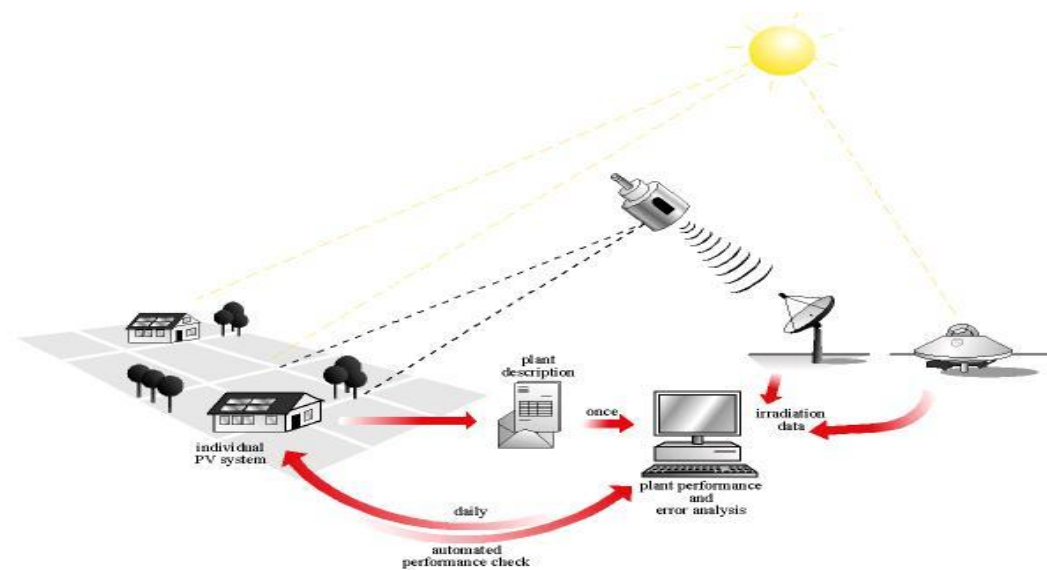 plant
description
once
irradiation
data
individual
PV system
plant performance
and
error analysis
daily
automated
performance check